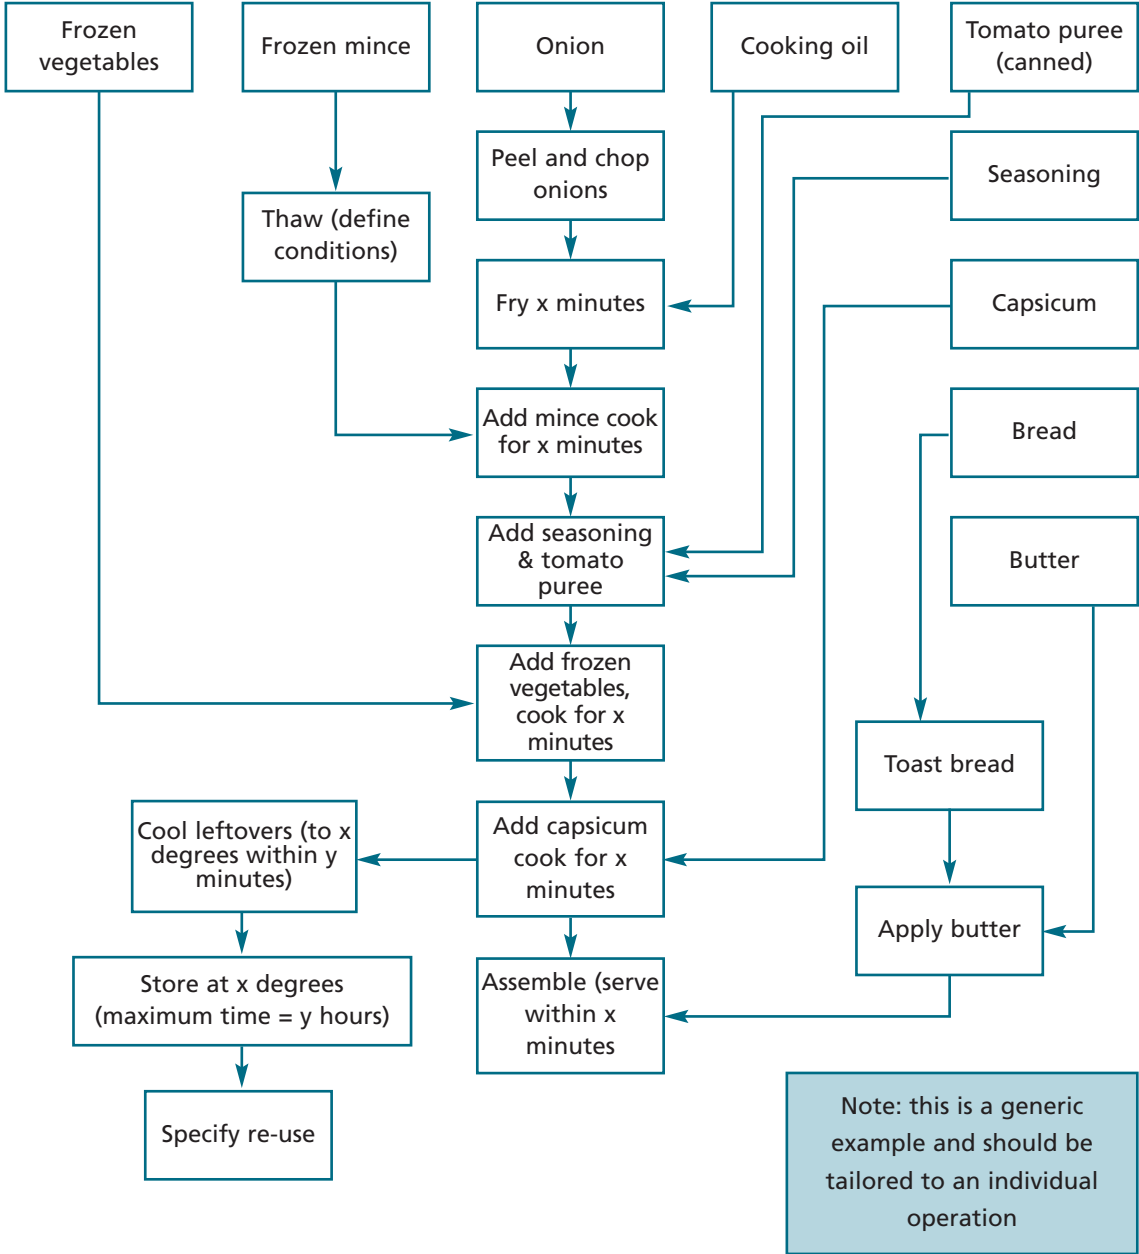 Frozen
vegetables
Frozen mince
Onion
Cooking oil
Tomato puree
(canned)
Peel and chop
onions
Seasoning
Thaw (define
conditions)
Fry x minutes
Capsicum
Add mince cook
for x minutes
Bread
Add seasoning
& tomato
puree
Butter
Add frozen
vegetables,
cook for x
minutes
Toast bread
Cool leftovers (to x
degrees within y
minutes)
Add capsicum
cook for x
minutes
Apply butter
Store at x degrees
(maximum time = y hours)
Assemble (serve
within x
minutes
Specify re-use
Note: this is a generic
example and should be
tailored to an individual
operation